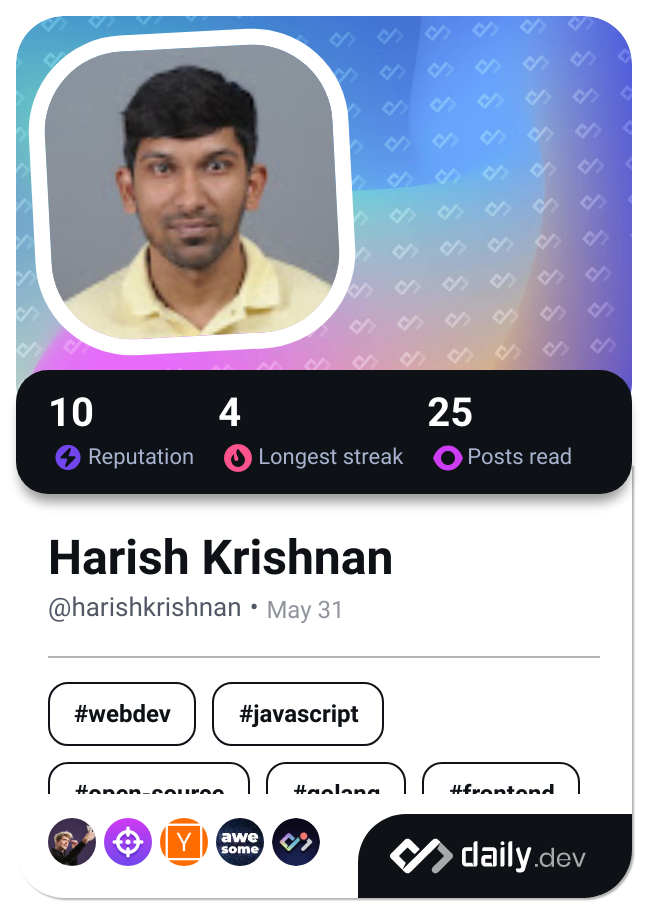 10 4 25
Reputation Longest streak Posts read
Harish Krishnan
@harishkrishnan • May 31
#webdev #javascript
#open-source #golang #frontend
Y awe
some
daily.dev